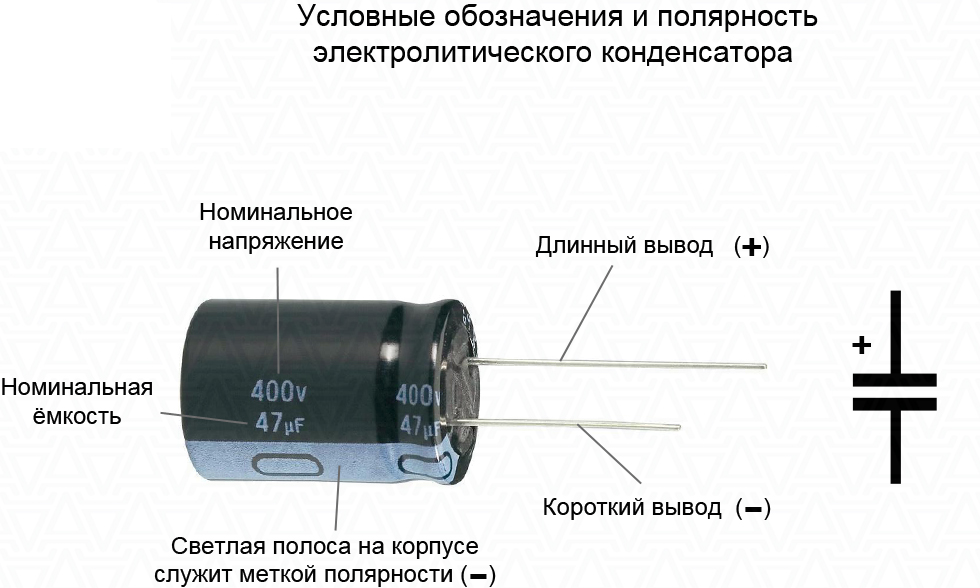 Условные обозначения и полярность
электролитического конденсатора
Номинальное
напряжение
Длинный вывод (+)
+
Номинальная
ёмкость
400v
47µF
400v
47µF
Короткий вывод (−)
Светлая полоса на корпусе
служит меткой полярности (−)